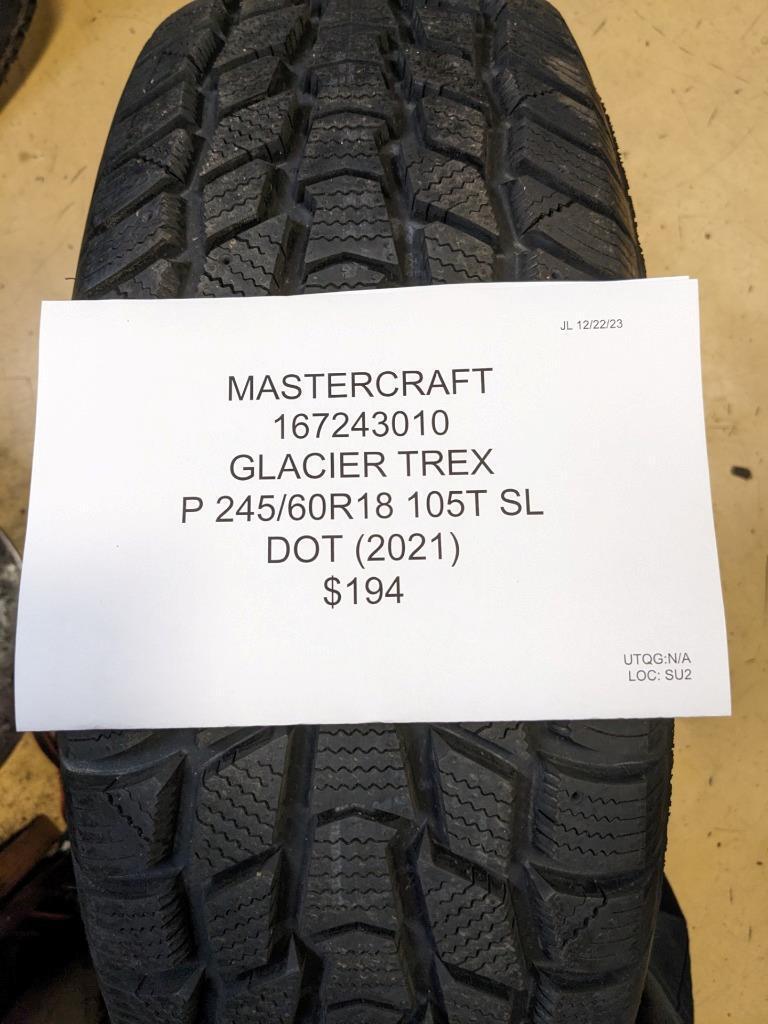 JL 12/22/23
MASTERCRAFT
167243010
GLACIER TREX
P 245/60R18 105T SL
DOT (2021)
$194
UTQG:N/A
LOC: SU2